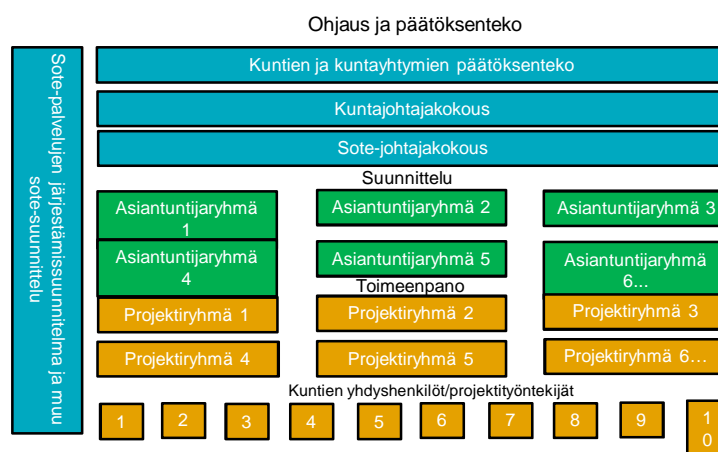 Ohjaus ja päätöksenteko
Sote-palvelujen järjestämissuunnitelma ja muu
sote-suunnittelu
Kuntien ja kuntayhtymien päätöksenteko
Kuntajohtajakokous
Sote-johtajakokous
Suunnittelu
Asiantuntijaryhmä
1
Asiantuntijaryhmä 2
Asiantuntijaryhmä 3
Asiantuntijaryhmä
4
Asiantuntijaryhmä 5
Asiantuntijaryhmä
6...
Toimeenpano
Projektiryhmä 1
Projektiryhmä 2
Projektiryhmä 3
Projektiryhmä 4
Projektiryhmä 5
Projektiryhmä 6…
Kuntien yhdyshenkilöt/projektityöntekijät
1
2
3
4
5
6
7
8
9
1
0